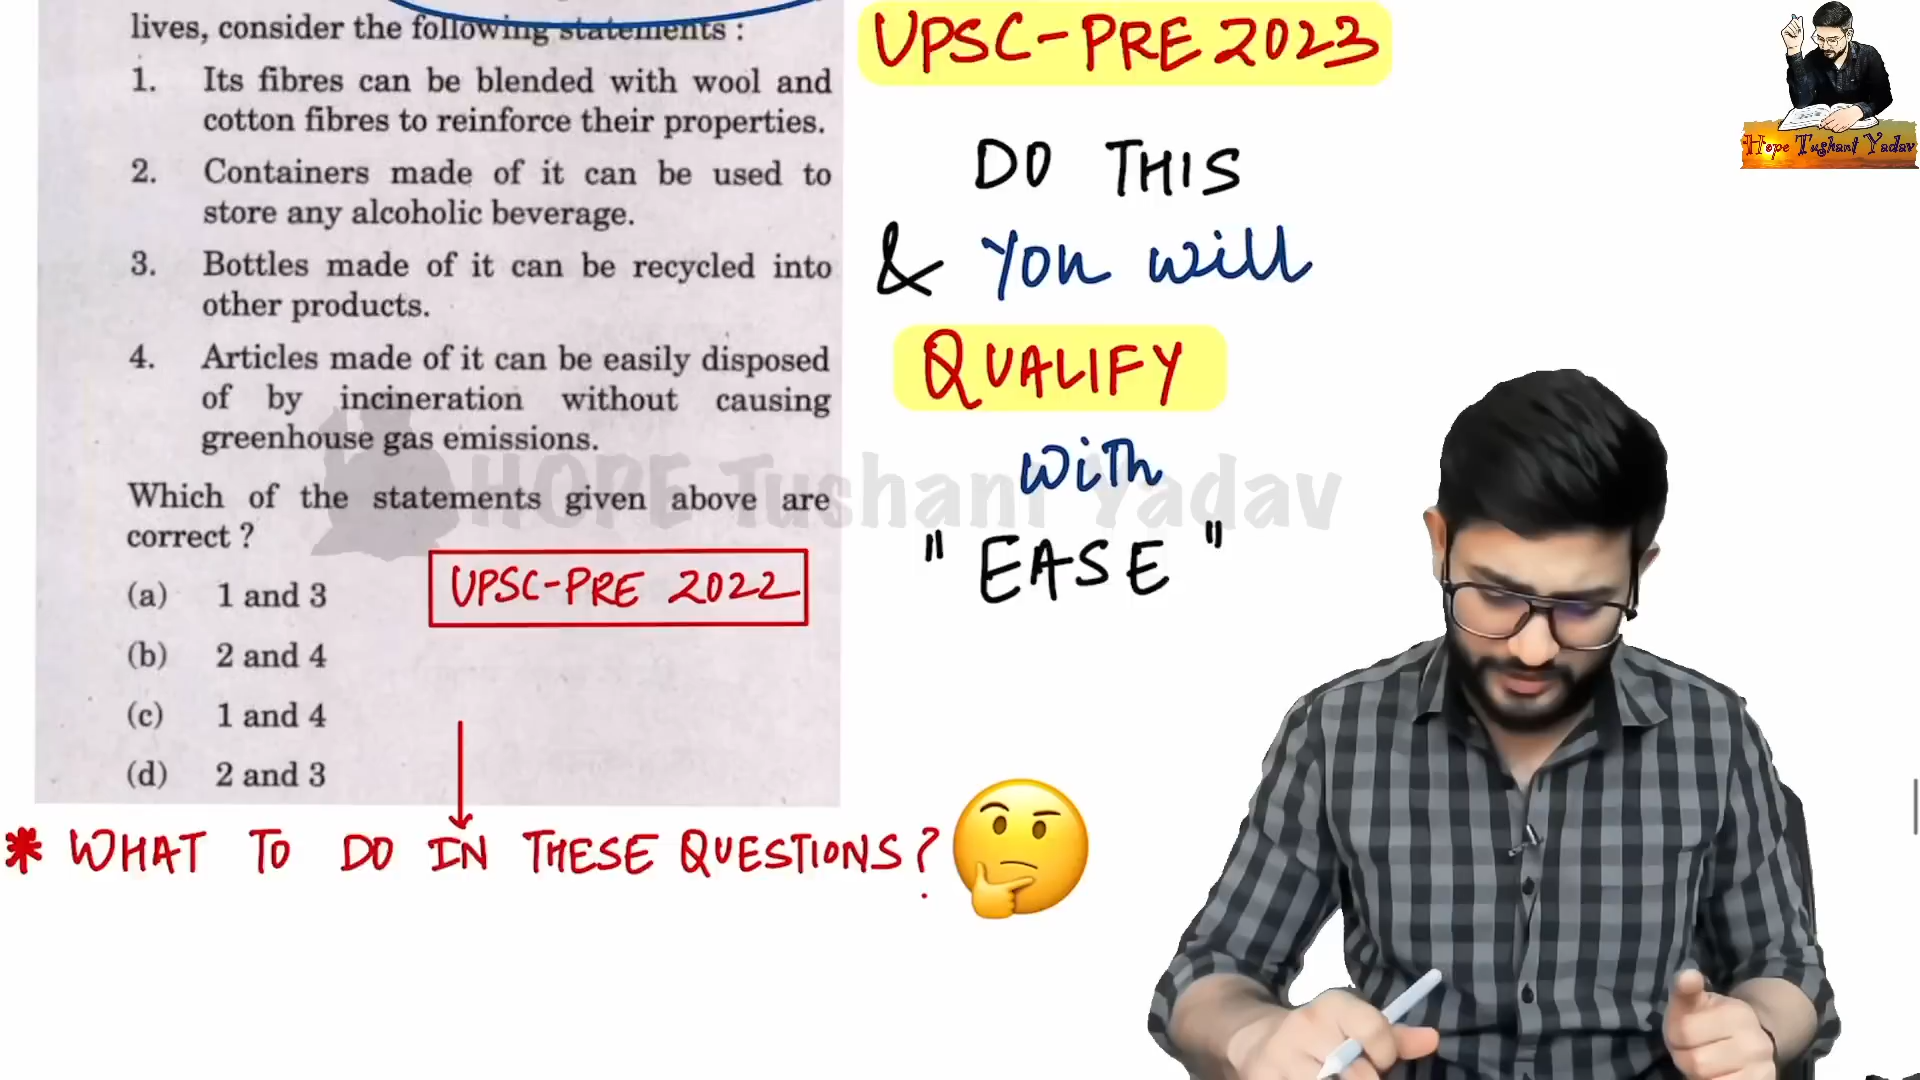 lives, consider the following statements :
1. Its fibres can be blended with wool and
cotton fibres to reinforce their properties.
2. Containers made of it can be used to
store any alcoholic beverage.
3. Bottles made of it can be recycled into
other products.
4. Articles made of it can be easily disposed
of by incineration without causing
greenhouse gas emissions.
Which of the statements given above are
correct ?
(a) 1 and 3
(b) 2 and 4
(c) 1 and 4
(d) 2 and 3
UPSC-PRE 2022
* WHAT TO DO IN THESE QUESTIONS ?
UPSC-PRE 2023
DO THIS
& You will
QUALIFY
with
" EASE "
HOPE Tushant Yadav
Hope Tushant Yadav